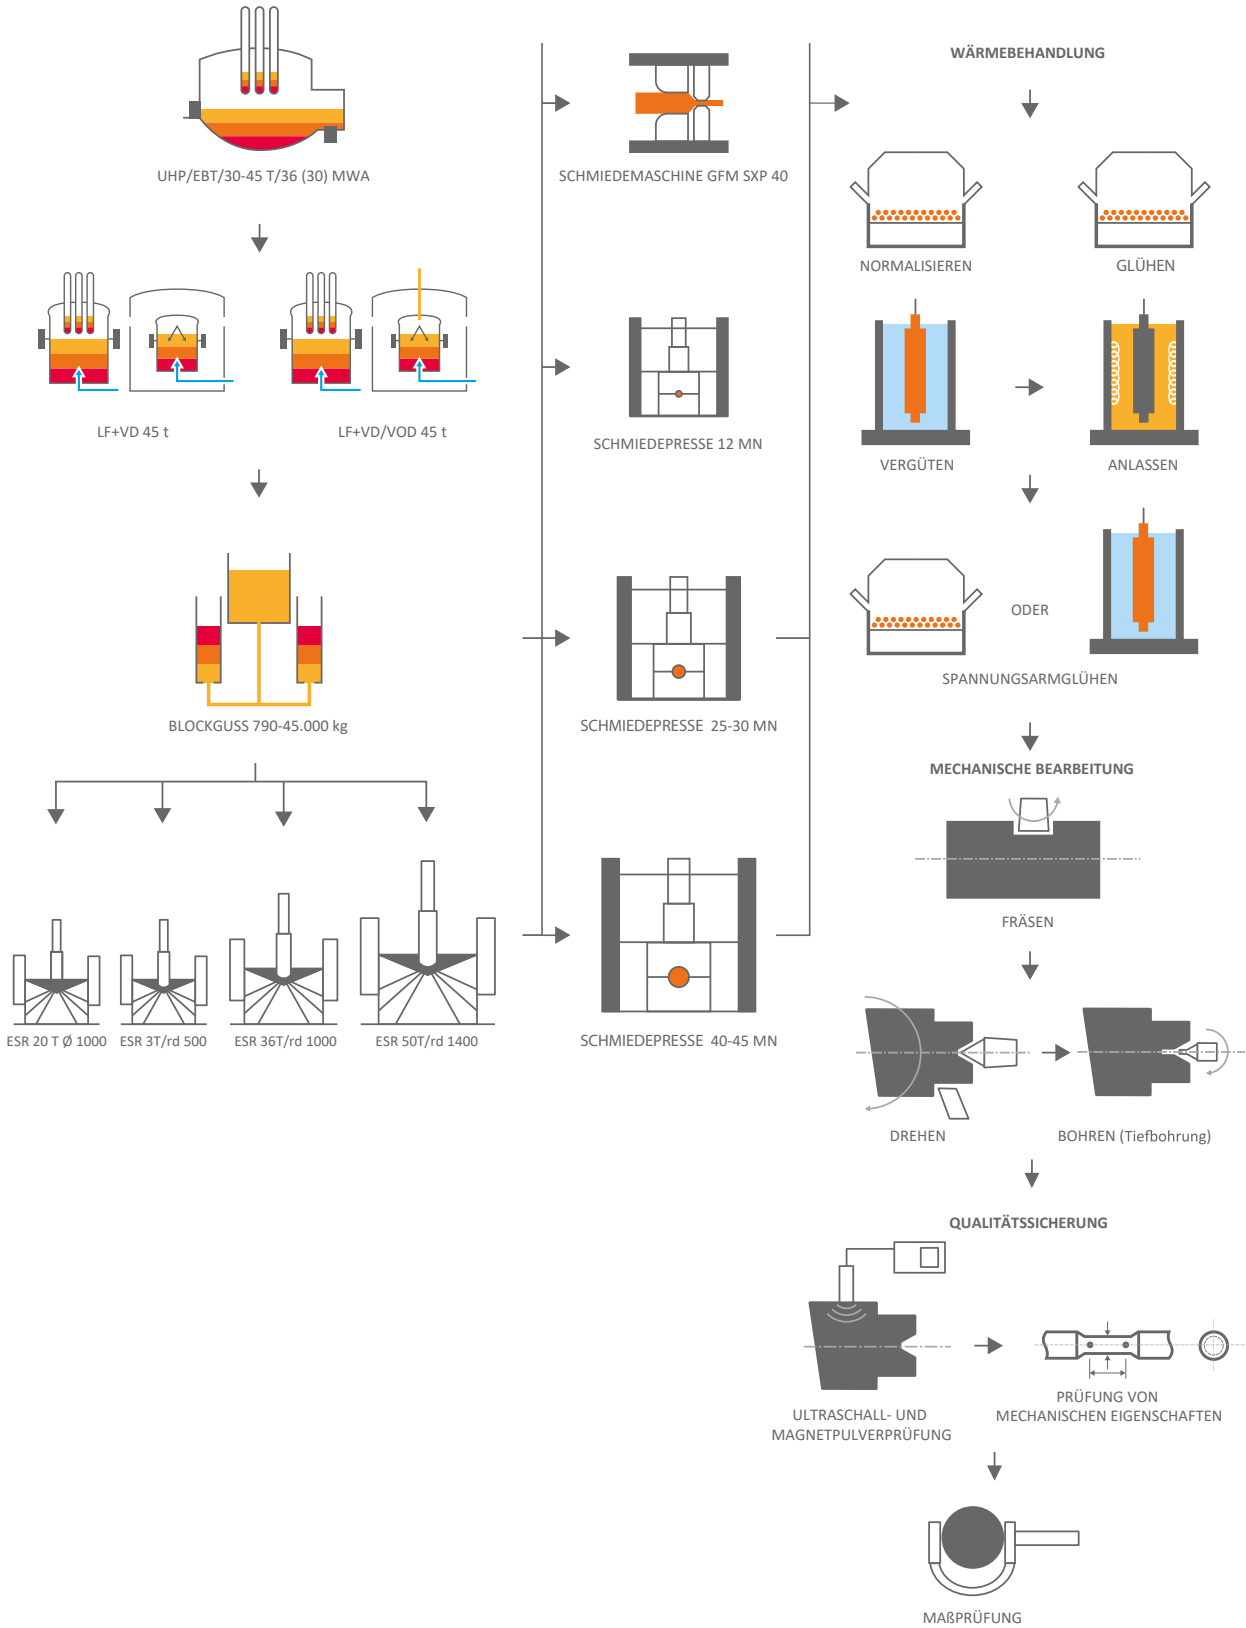 UHP/EBT/30-45 T/36 (30) MWA
LF+VD 45 t
LF+VD/VOD 45 t
BLOCKGUSS 790-45.000 kg
ESR 20 T Ø 1000
ESR 3T/rd 500
ESR 36T/rd 1000
ESR 50T/rd 1400
SCHMIEDEMASCHINE GFM SXP 40
SCHMIEDEPRESSE 12 MN
SCHMIEDEPRESSE 25-30 MN
SCHMIEDEPRESSE 40-45 MN
WÄRMEBEHANDLUNG
NORMALISIEREN
GLÜHEN
VERGÜTEN
ANLASSEN
ODER
SPANNUNGSARMGLÜHEN
MECHANISCHE BEARBEITUNG
FRÄSEN
DREHEN
BOHREN (Tiefbohrung)
QUALITÄTSSICHERUNG
ULTRASCHALL- UND
MAGNETPULVERPRÜFUNG
PRÜFUNG VON
MECHANISCHEN EIGENSCHAFTEN
MAßPRÜFUNG